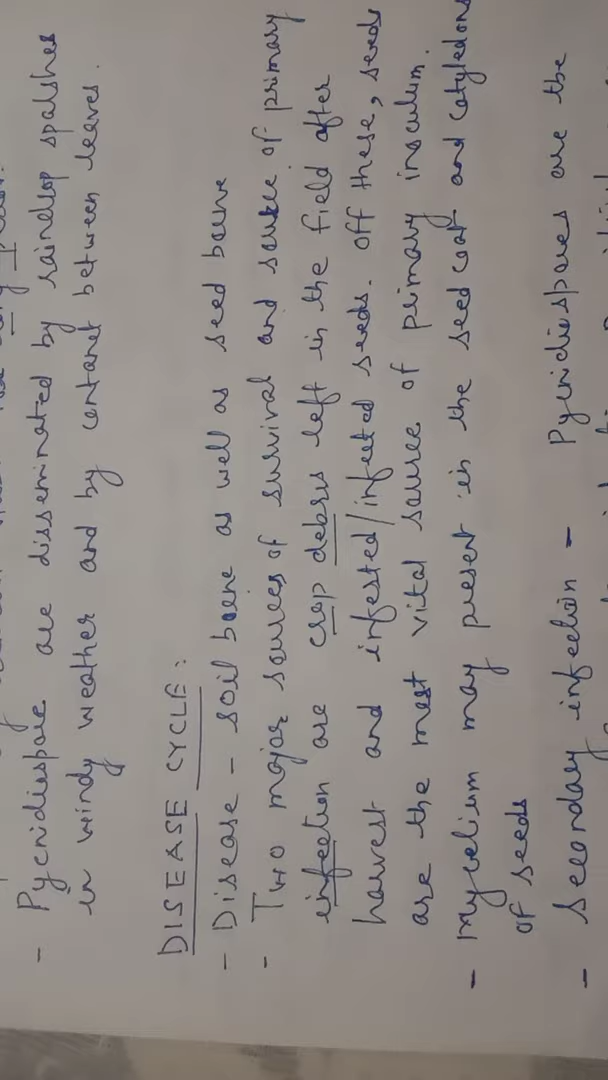 - Pycnidiospore are disseminated by raindrop spalshes
in windy weather and by contanct between leaves.
DISEASE CYCLE:
- Disease - soil borne as well as seed borne
- Two major sources of survival and source of primary
infection are crop debris left in the field after
harvest and infested/infected seeds. off these, seeds
are the most vital source of primary inoculum.
- mycelium may present in the seed coat and cotyledons
of seeds
- Secondary infection - Pycnidiospores are the